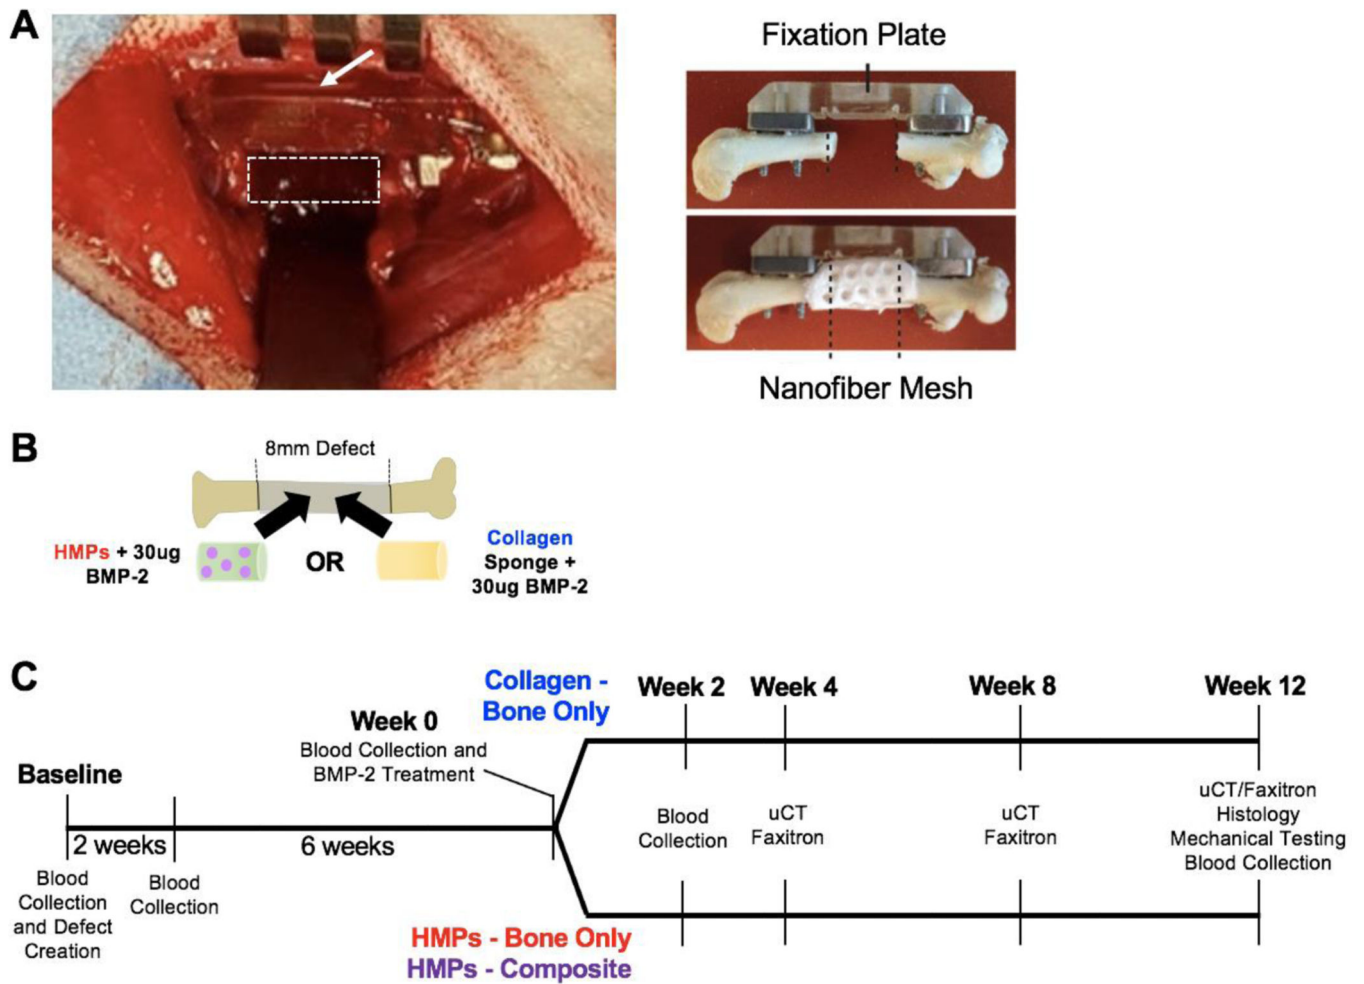 A
Fixation Plate
Nanofiber Mesh
B
8mm Defect
HMPs + 30ug
BMP-2
OR
Collagen
Sponge +
30ug BMP-2
C
Baseline
2 weeks
Blood
Collection
and Defect
Creation
Blood
Collection
6 weeks
Week 0
Blood Collection and
BMP-2 Treatment
Collagen -
Bone Only
HMPs - Bone Only
HMPs - Composite
Week 2
Blood
Collection
Week 4
uCT
Faxitron
Week 8
uCT
Faxitron
Week 12
uCT/Faxitron
Histology
Mechanical Testing
Blood Collection